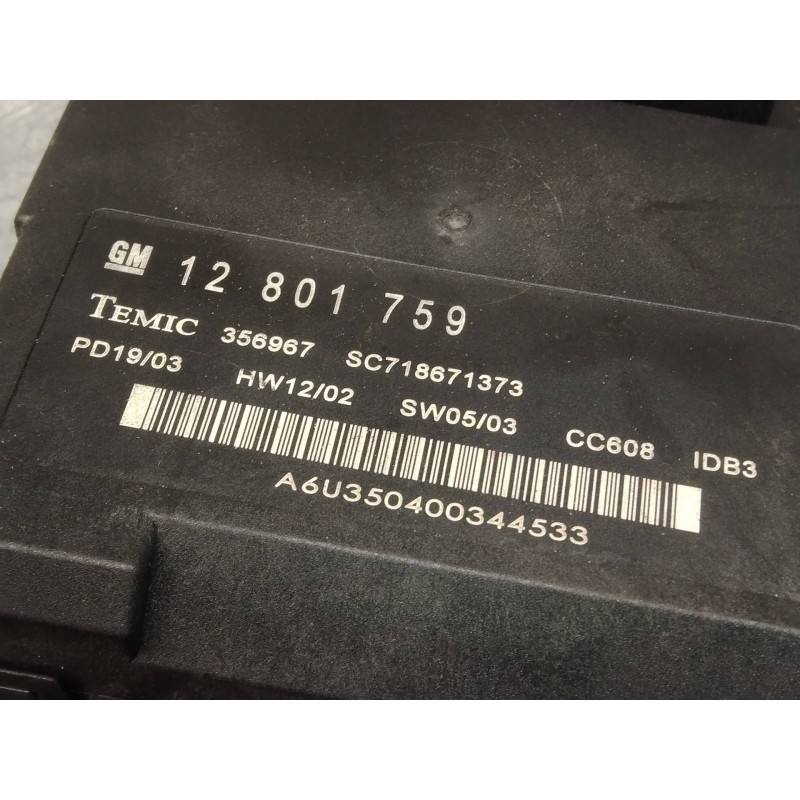 GM 12 801 759
TEMIC 356967 SC718671373
PD19/03 HW12/02 SW05/03 CC608 IDB3
A6U350400344533